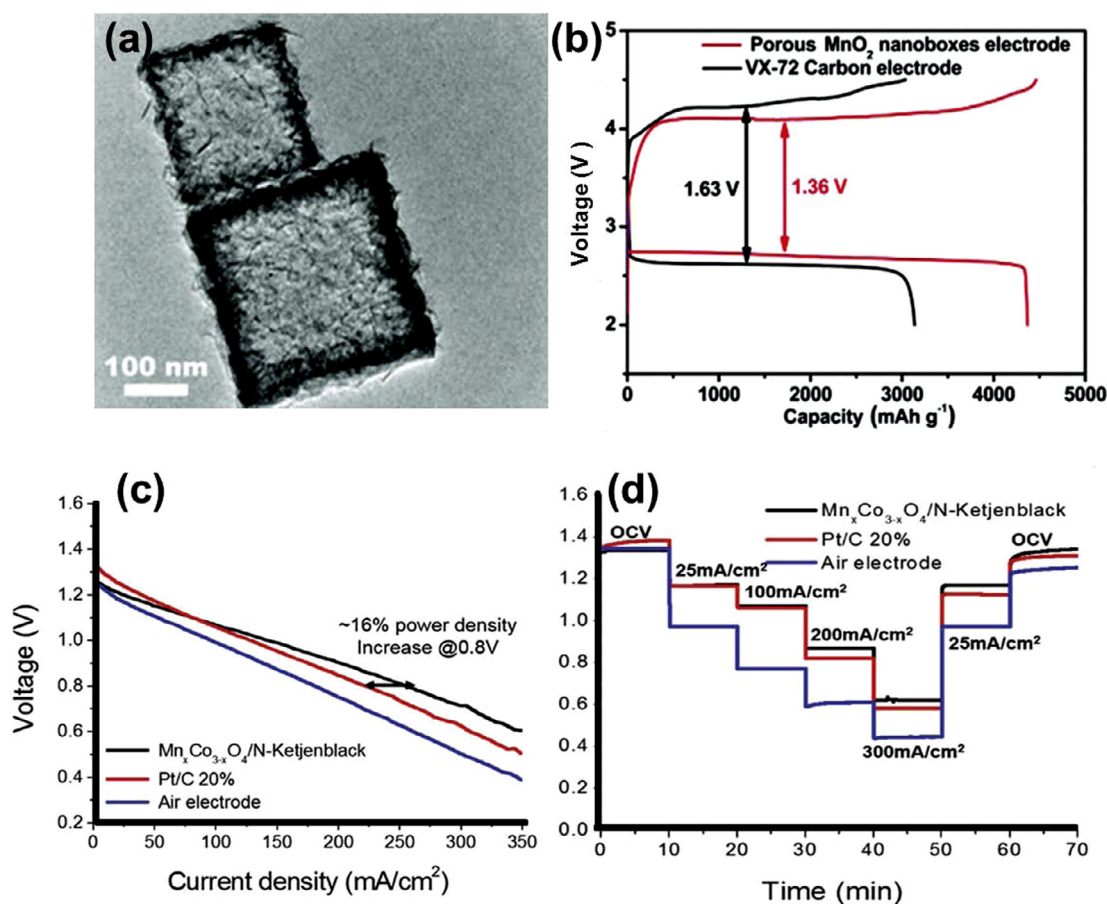 (a)
100 nm
(b)
Porous MnO₂ nanoboxes electrode
VX-72 Carbon electrode
1.63 V
1.36 V
Voltage (V)
5
4
3
2
0
1000
2000
3000
4000
5000
Capacity (mAh g⁻¹)
(c)
~16% power density
Increase @0.8V
MnₓCo₃₋ₓO₄/N-Ketjenblack
Pt/C 20%
Air electrode
Voltage (V)
1.6
1.4
1.2
1.0
0.8
0.6
0.4
0.2
0
50
100
150
200
250
300
350
Current density (mA/cm²)
(d)
MnₓCo₃₋ₓO₄/N-Ketjenblack
Pt/C 20%
Air electrode
OCV
25mA/cm²
100mA/cm²
200mA/cm²
300mA/cm²
25mA/cm²
OCV
1.6
1.4
1.2
1.0
0.8
0.6
0.4
0.2
0.0
0
10
20
30
40
50
60
70
Time (min)